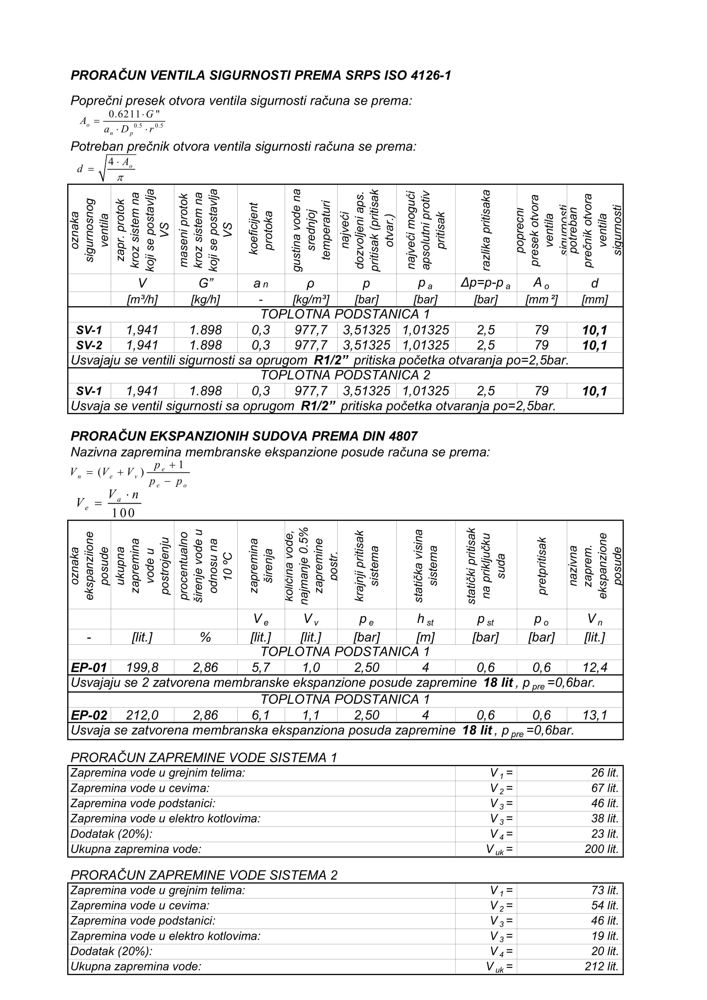 PRORAČUN VENTILA SIGURNOSTI PREMA SRPS ISO 4126-1
Poprečni presek otvora ventila sigurnosti računa se prema:
A_o = 0.6211·G" / a_n · D_p^0.5 · r^0.5
Potreban prečnik otvora ventila sigurnosti računa se prema:
d = √(4 · A_o / π)
oznaka sigurnosnog ventila | zapr. protok kroz sistem na koji se postavlja VS | maseni protok kroz sistem na koji se postavlja VS | koeficijent protoka | gustina vode na srednjoj temperaturi | najveći dozvoljeni aps. pritisak (pritisak otvar.) | najveći mogući apsolutni protiv pritisak | razlika pritisaka | poprecni presek otvora ventila sigurnosti | potreban prečnik otvora ventila sigurnosti
V G” a n ρ p p a Δp=p-p a A o d
[m³/h] [kg/h] - [kg/m³] [bar] [bar] [bar] [mm²] [mm]
TOPLOTNA PODSTANICA 1
SV-1 1,941 1.898 0,3 977,7 3,51325 1,01325 2,5 79 10,1
SV-2 1,941 1.898 0,3 977,7 3,51325 1,01325 2,5 79 10,1
Usvajaju se ventili sigurnosti sa oprugom R1/2” pritiska početka otvaranja po=2,5bar.
TOPLOTNA PODSTANICA 2
SV-1 1,941 1.898 0,3 977,7 3,51325 1,01325 2,5 79 10,1
Usvaja se ventil sigurnosti sa oprugom R1/2” pritiska početka otvaranja po=2,5bar.
PRORAČUN EKSPANZIONIH SUDOVA PREMA DIN 4807
Nazivna zapremina membranske ekspanzione posude računa se prema:
V_n = (V_e + V_v) p_e + 1 / p_e − p_o
V_e = V_a · n / 100
oznaka ekspanziione posude | ukupna zapremina vode u postrojenju | procentualno širenje vode u odnosu na 10 ºC | zapremina širenja | količina vode, najmanje 0.5% zapremine postr. | krajnji pritisak sistema | statička visina sistema | statički pritisak na priključku suda | pretpritisak | nazivna zaprem. ekspanzione posude
V e V v p e h st p st p o V n
- [lit.] % [lit.] [lit.] [bar] [m] [bar] [bar] [lit.]
TOPLOTNA PODSTANICA 1
EP-01 199,8 2,86 5,7 1,0 2,50 4 0,6 0,6 12,4
Usvajaju se 2 zatvorena membranske ekspanzione posude zapremine 18 lit, p pre =0,6bar.
TOPLOTNA PODSTANICA 1
EP-02 212,0 2,86 6,1 1,1 2,50 4 0,6 0,6 13,1
Usvaja se zatvorena membranska ekspanziona posuda zapremine 18 lit, p pre =0,6bar.
PRORAČUN ZAPREMINE VODE SISTEMA 1
Zapremina vode u grejnim telima: V 1 = 26 lit.
Zapremina vode u cevima: V 2 = 67 lit.
Zapremina vode podstanici: V 3 = 46 lit.
Zapremina vode u elektro kotlovima: V 3 = 38 lit.
Dodatak (20%): V 4 = 23 lit.
Ukupna zapremina vode: V uk = 200 lit.
PRORAČUN ZAPREMINE VODE SISTEMA 2
Zapremina vode u grejnim telima: V 1 = 73 lit.
Zapremina vode u cevima: V 2 = 54 lit.
Zapremina vode podstanici: V 3 = 46 lit.
Zapremina vode u elektro kotlovima: V 3 = 19 lit.
Dodatak (20%): V 4 = 20 lit.
Ukupna zapremina vode: V uk = 212 lit.